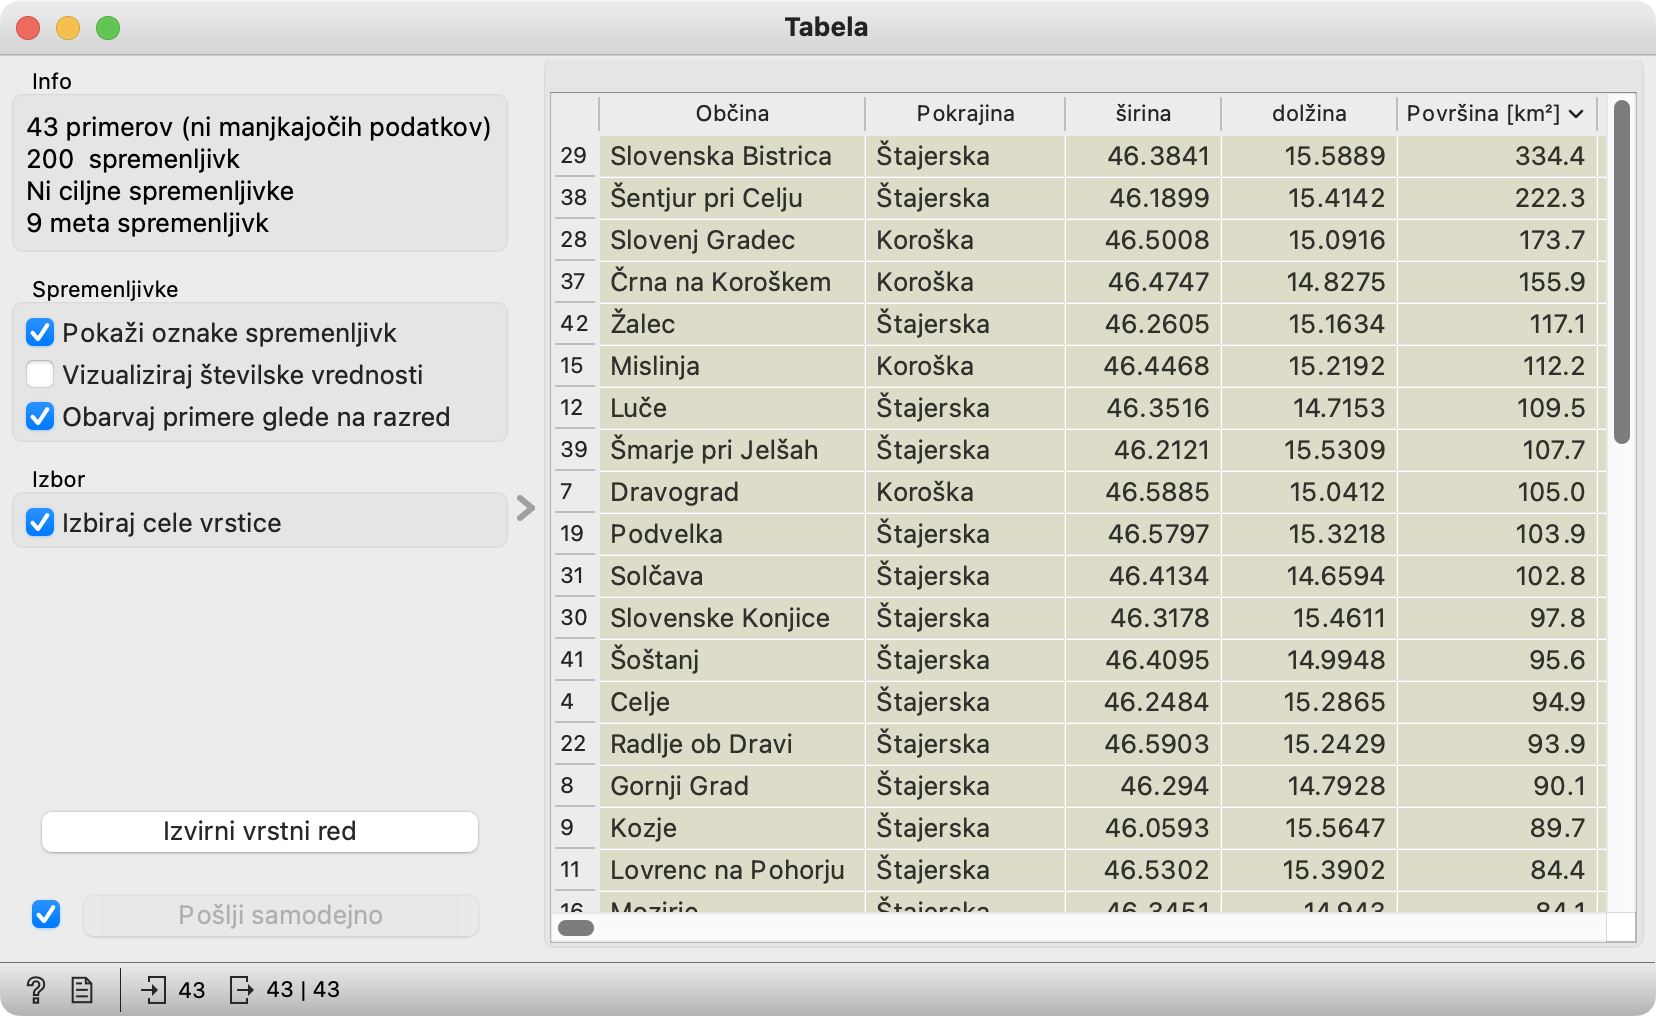 Tabela
Info
43 primerov (ni manjkajočih podatkov)
200  spremenljivk
Ni ciljne spremenljivke
9 meta spremenljivk
Spremenljivke
Pokaži oznake spremenljivk
Vizualiziraj številske vrednosti
Obarvaj primere glede na razred
Izbor
Izbiraj cele vrstice
Izvirni vrstni red
Pošlji samodejno
Občina Pokrajina širina dolžina Površina [km²]
29 Slovenska Bistrica Štajerska 46.3841 15.5889 334.4
38 Šentjur pri Celju Štajerska 46.1899 15.4142 222.3
28 Slovenj Gradec Koroška 46.5008 15.0916 173.7
37 Črna na Koroškem Koroška 46.4747 14.8275 155.9
42 Žalec Štajerska 46.2605 15.1634 117.1
15 Mislinja Koroška 46.4468 15.2192 112.2
12 Luče Štajerska 46.3516 14.7153 109.5
39 Šmarje pri Jelšah Štajerska 46.2121 15.5309 107.7
7 Dravograd Koroška 46.5885 15.0412 105.0
19 Podvelka Štajerska 46.5797 15.3218 103.9
31 Solčava Štajerska 46.4134 14.6594 102.8
30 Slovenske Konjice Štajerska 46.3178 15.4611 97.8
41 Šoštanj Štajerska 46.4095 14.9948 95.6
4 Celje Štajerska 46.2484 15.2865 94.9
22 Radlje ob Dravi Štajerska 46.5903 15.2429 93.9
8 Gornji Grad Štajerska 46.294 14.7928 90.1
9 Kozje Štajerska 46.0593 15.5647 89.7
11 Lovrenc na Pohorju Štajerska 46.5302 15.3902 84.4
16 Mozirje Štajerska 46.3451 14.943 84.1
43 43 | 43